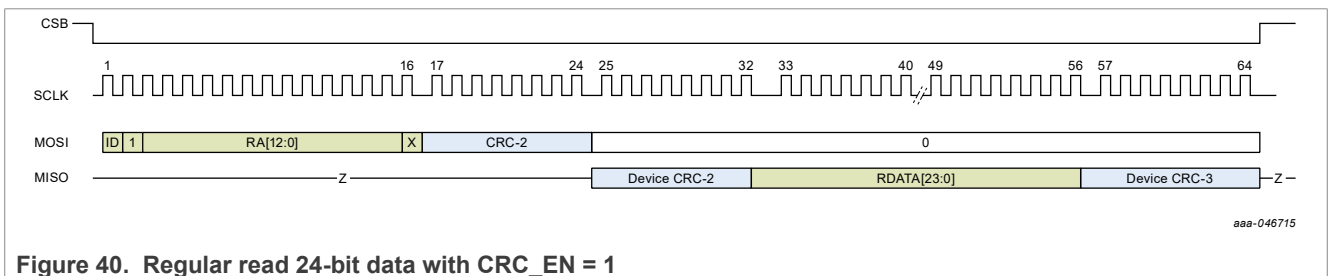 CSB
1 16 17 24 25 32 33 40 49 56 57 64
SCLK
MOSI ID 1 RA[12:0] X CRC-2 0
MISO Z Device CRC-2 RDATA[23:0] Device CRC-3 Z
aaa-046715
Figure 40. Regular read 24-bit data with CRC_EN = 1